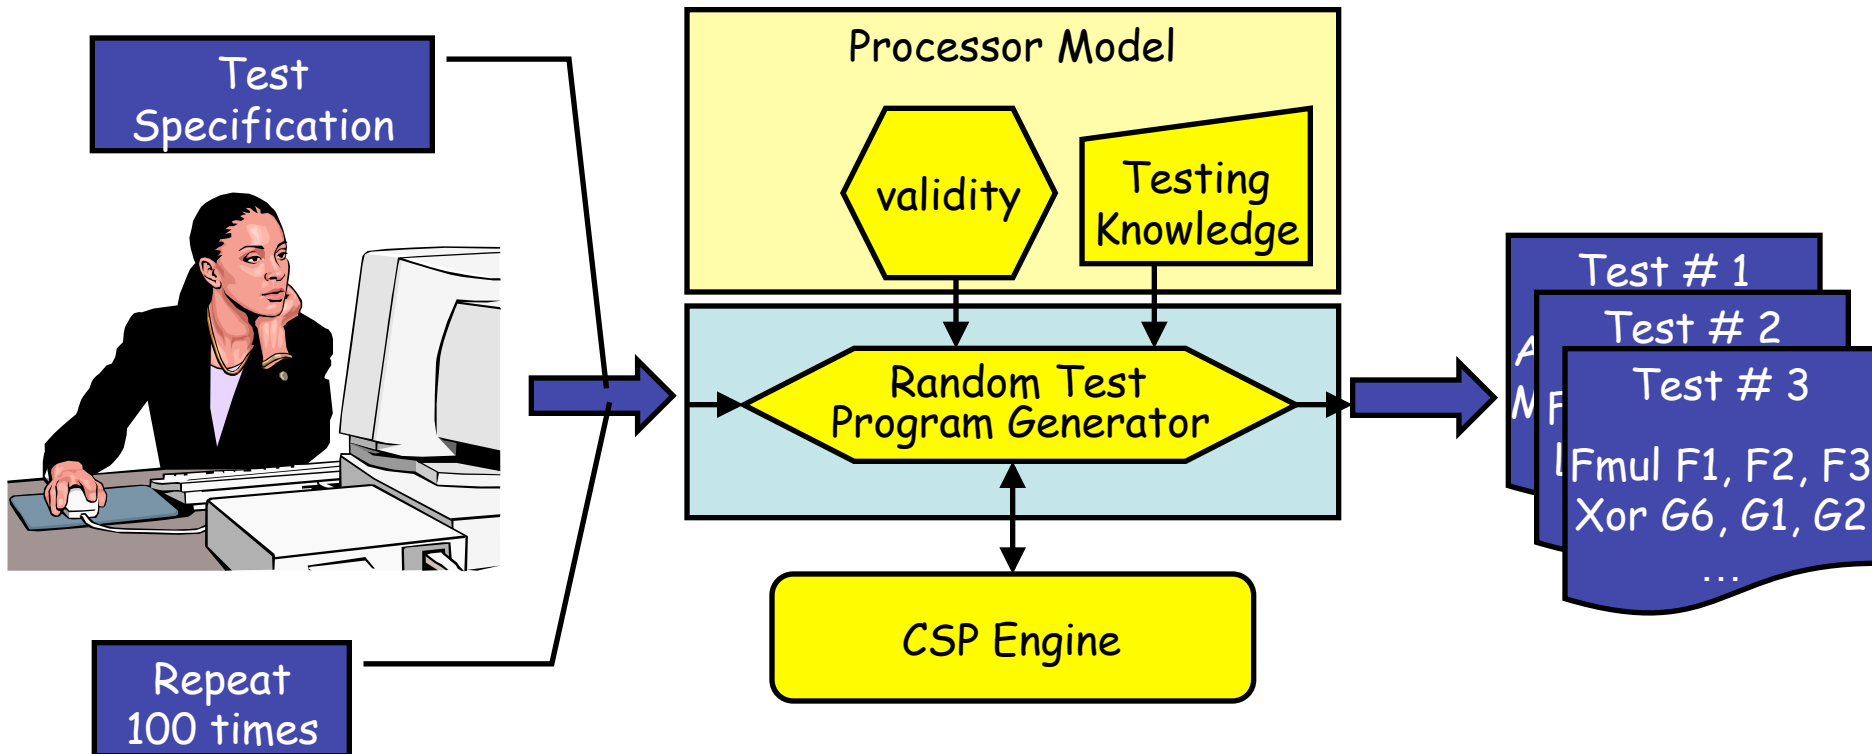 Test
Specification
Repeat
100 times
Processor Model
validity
Testing
Knowledge
Random Test
Program Generator
CSP Engine
Test # 1
Test # 2
Test # 3
Fmul F1, F2, F3
Xor G6, G1, G2
...